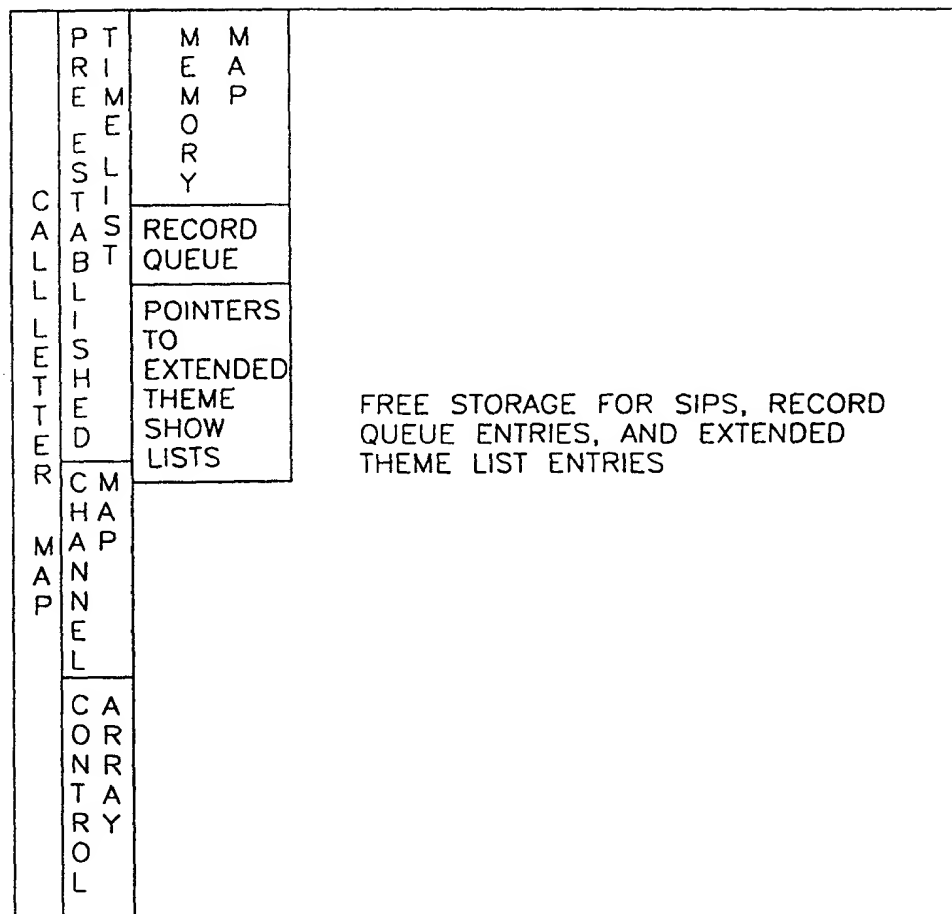 CALL LETTER MAP
PRE ESTABLISHED
TIME LIST
CHANNEL
MAP
CONTROL
ARRAY
MEMORY
MAP
RECORD
QUEUE
POINTERS
TO
EXTENDED
THEME
SHOW
LISTS
FREE STORAGE FOR SIPS, RECORD
QUEUE ENTRIES, AND EXTENDED
THEME LIST ENTRIES